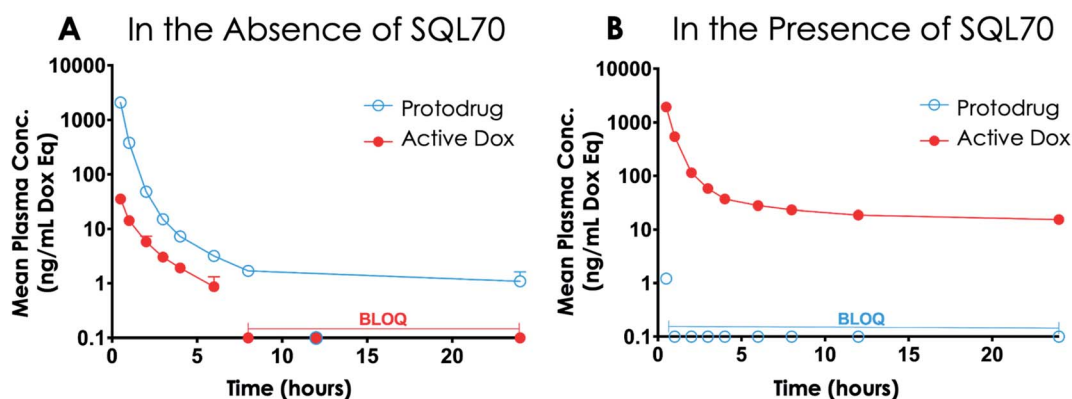 A In the Absence of SQL70
Mean Plasma Conc.
(ng/mL Dox Eq)
10000
1000
100
10
1
0.1
Protodrug
Active Dox
BLOQ
0 5 10 15 20
Time (hours)
B In the Presence of SQL70
Mean Plasma Conc.
(ng/mL Dox Eq)
10000
1000
100
10
1
0.1
Protodrug
Active Dox
BLOQ
0 5 10 15 20
Time (hours)